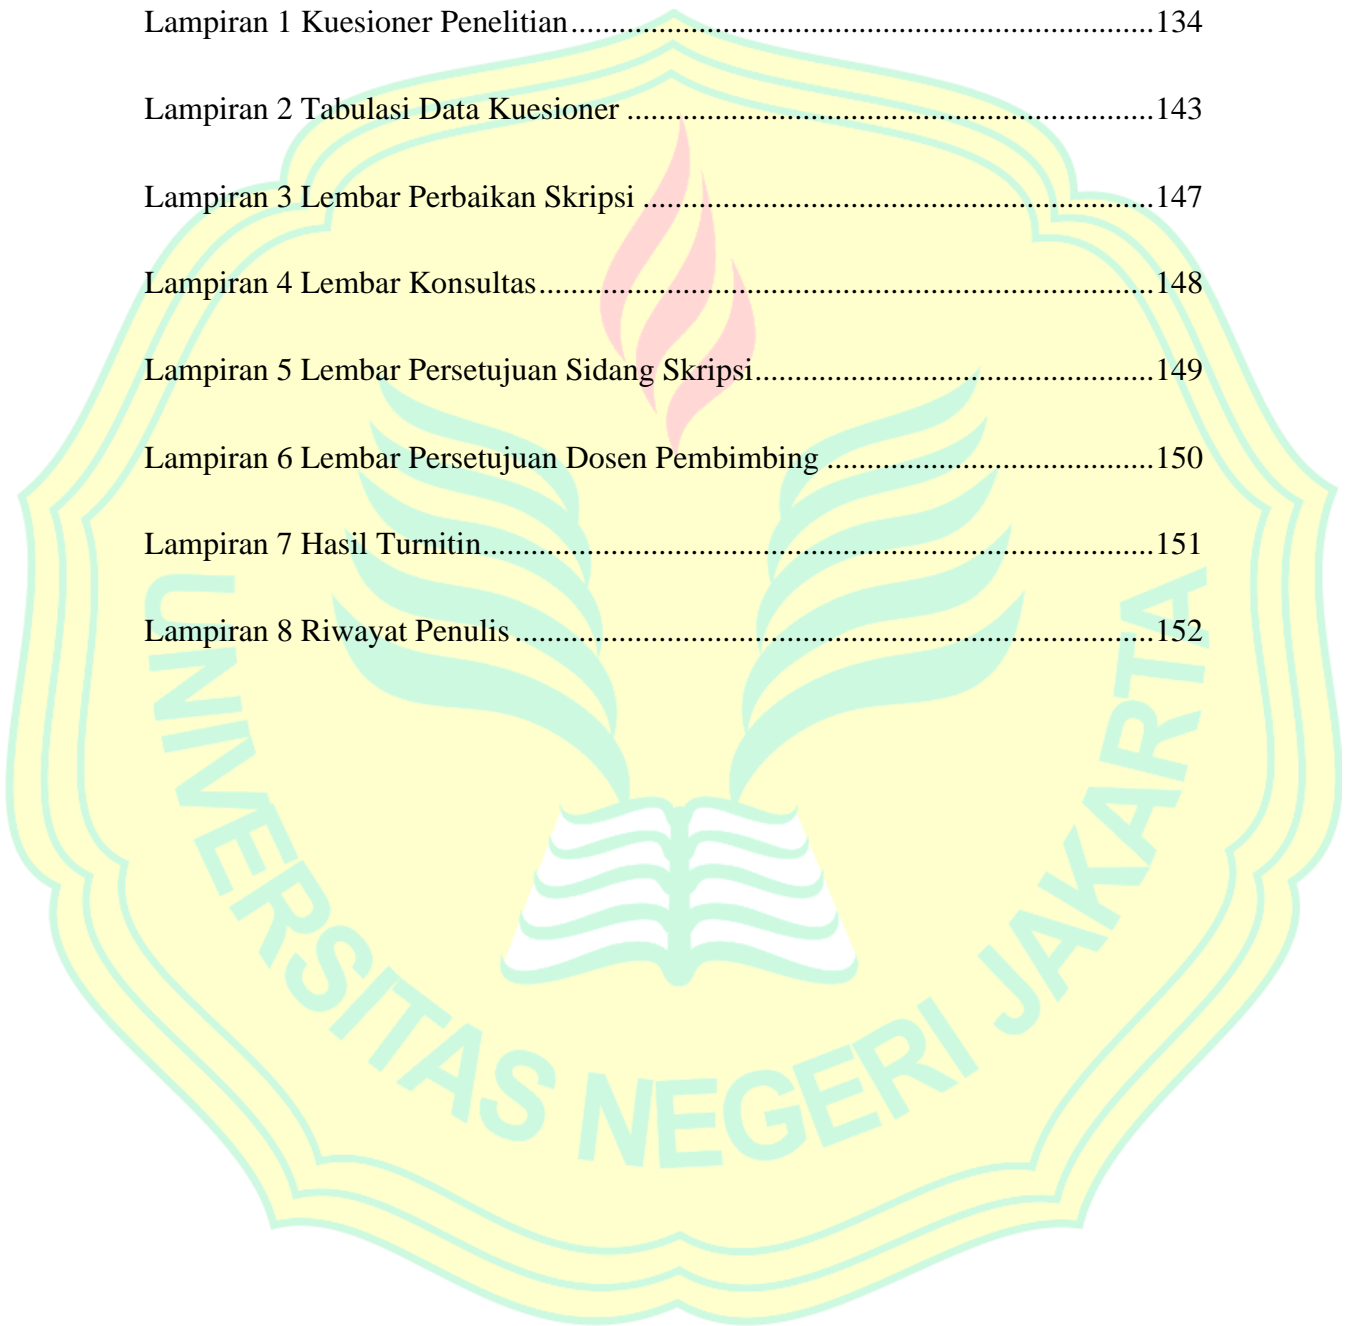 Lampiran 1 Kuesioner Penelitian........................................................................134
Lampiran 2 Tabulasi Data Kuesioner .................................................................143
Lampiran 3 Lembar Perbaikan Skripsi ...............................................................147
Lampiran 4 Lembar Konsultas............................................................................148
Lampiran 5 Lembar Persetujuan Sidang Skripsi..................................................149
Lampiran 6 Lembar Persetujuan Dosen Pembimbing ........................................150
Lampiran 7 Hasil Turnitin...................................................................................151
Lampiran 8 Riwayat Penulis...............................................................................152
UNIVERSITAS NEGERI JAKARTA